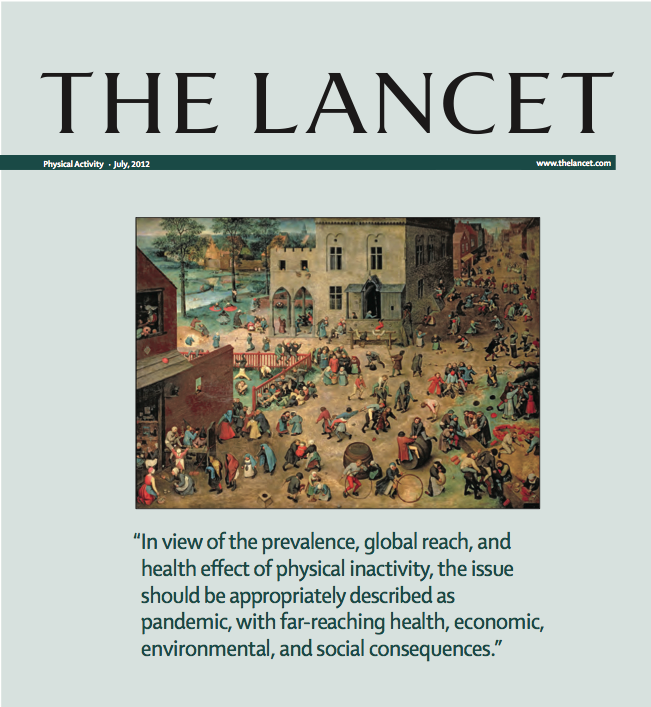 THE LANCET
Physical Activity · July, 2012 www.thelancet.com
“In view of the prevalence, global reach, and
health effect of physical inactivity, the issue
should be appropriately described as
pandemic, with far-reaching health, economic,
environmental, and social consequences.”